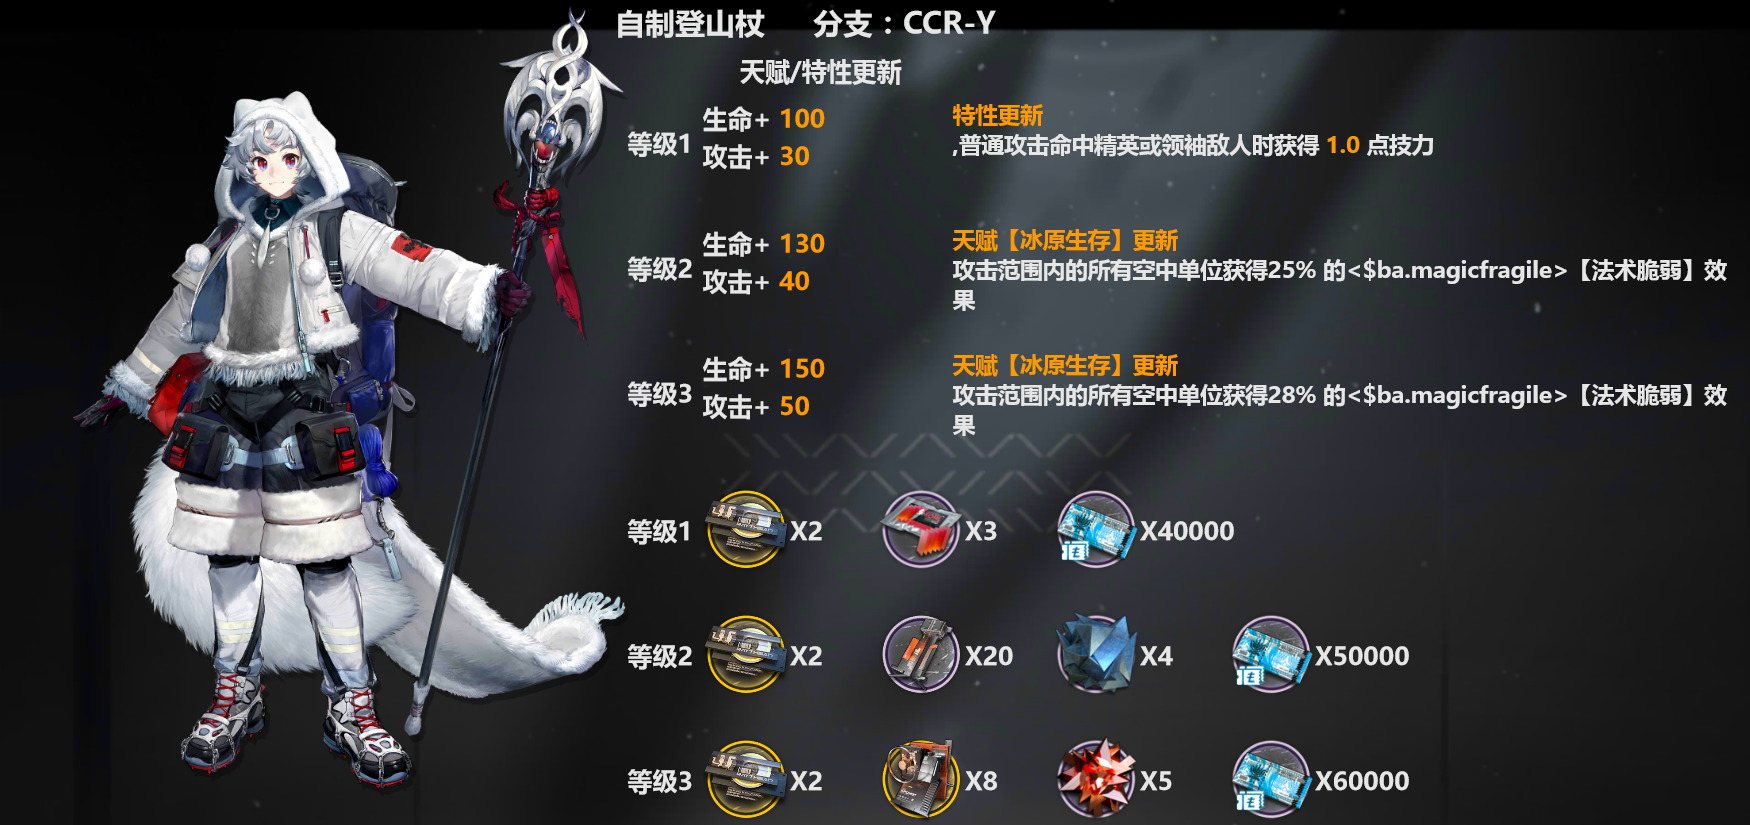 自制登山杖 分支：CCR-Y
天赋/特性更新
等级1
生命+ 100
攻击+ 30
特性更新
,普通攻击命中精英或领袖敌人时获得 1.0 点技力
等级2
生命+ 130
攻击+ 40
天赋【冰原生存】更新
攻击范围内的所有空中单位获得25% 的<$ba.magicfragile>【法术脆弱】效
果
等级3
生命+ 150
攻击+ 50
天赋【冰原生存】更新
攻击范围内的所有空中单位获得28% 的<$ba.magicfragile>【法术脆弱】效
果
等级1 X2 X3 X40000
等级2 X2 X20 X4 X50000
等级3 X2 X8 X5 X60000